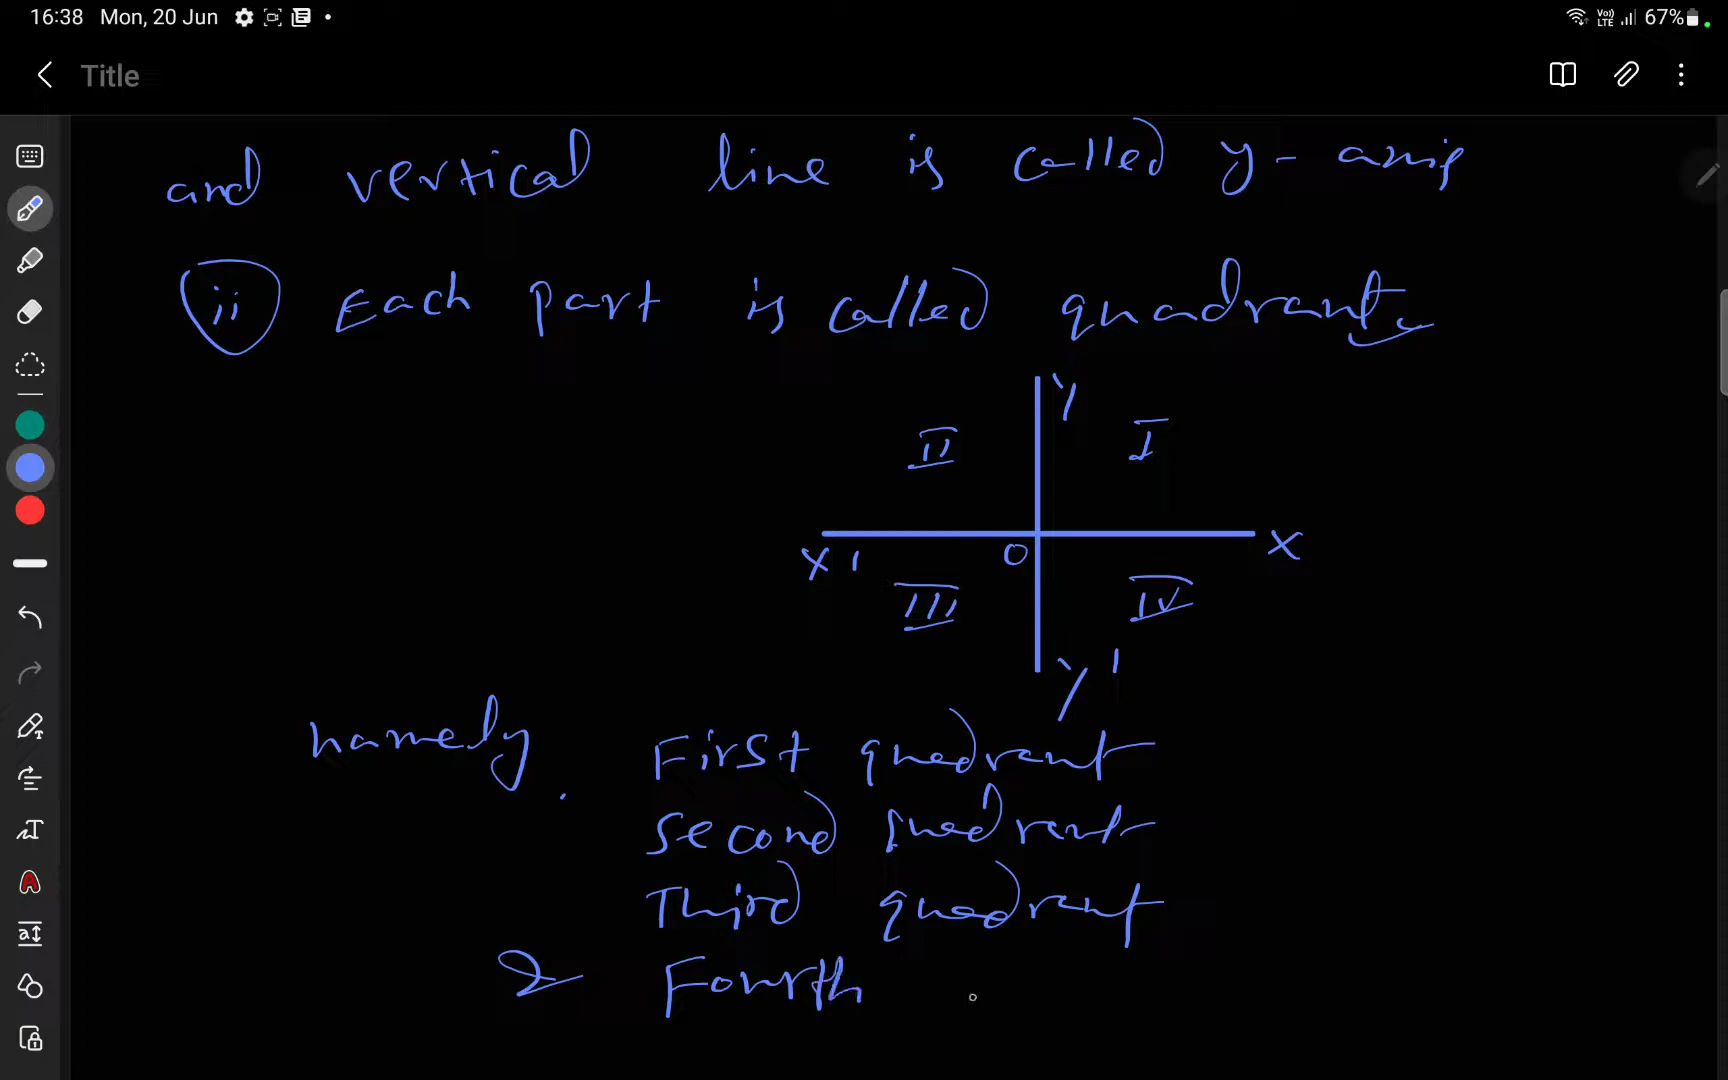 16:38 Mon, 20 Jun 67%
Title
and vertical line is called y-axis
ii Each part is called quadrant
Y
II I
X' O X
III IV
Y'
namely, First quadrant
Second quadrant
Third quadrant
& Fourth